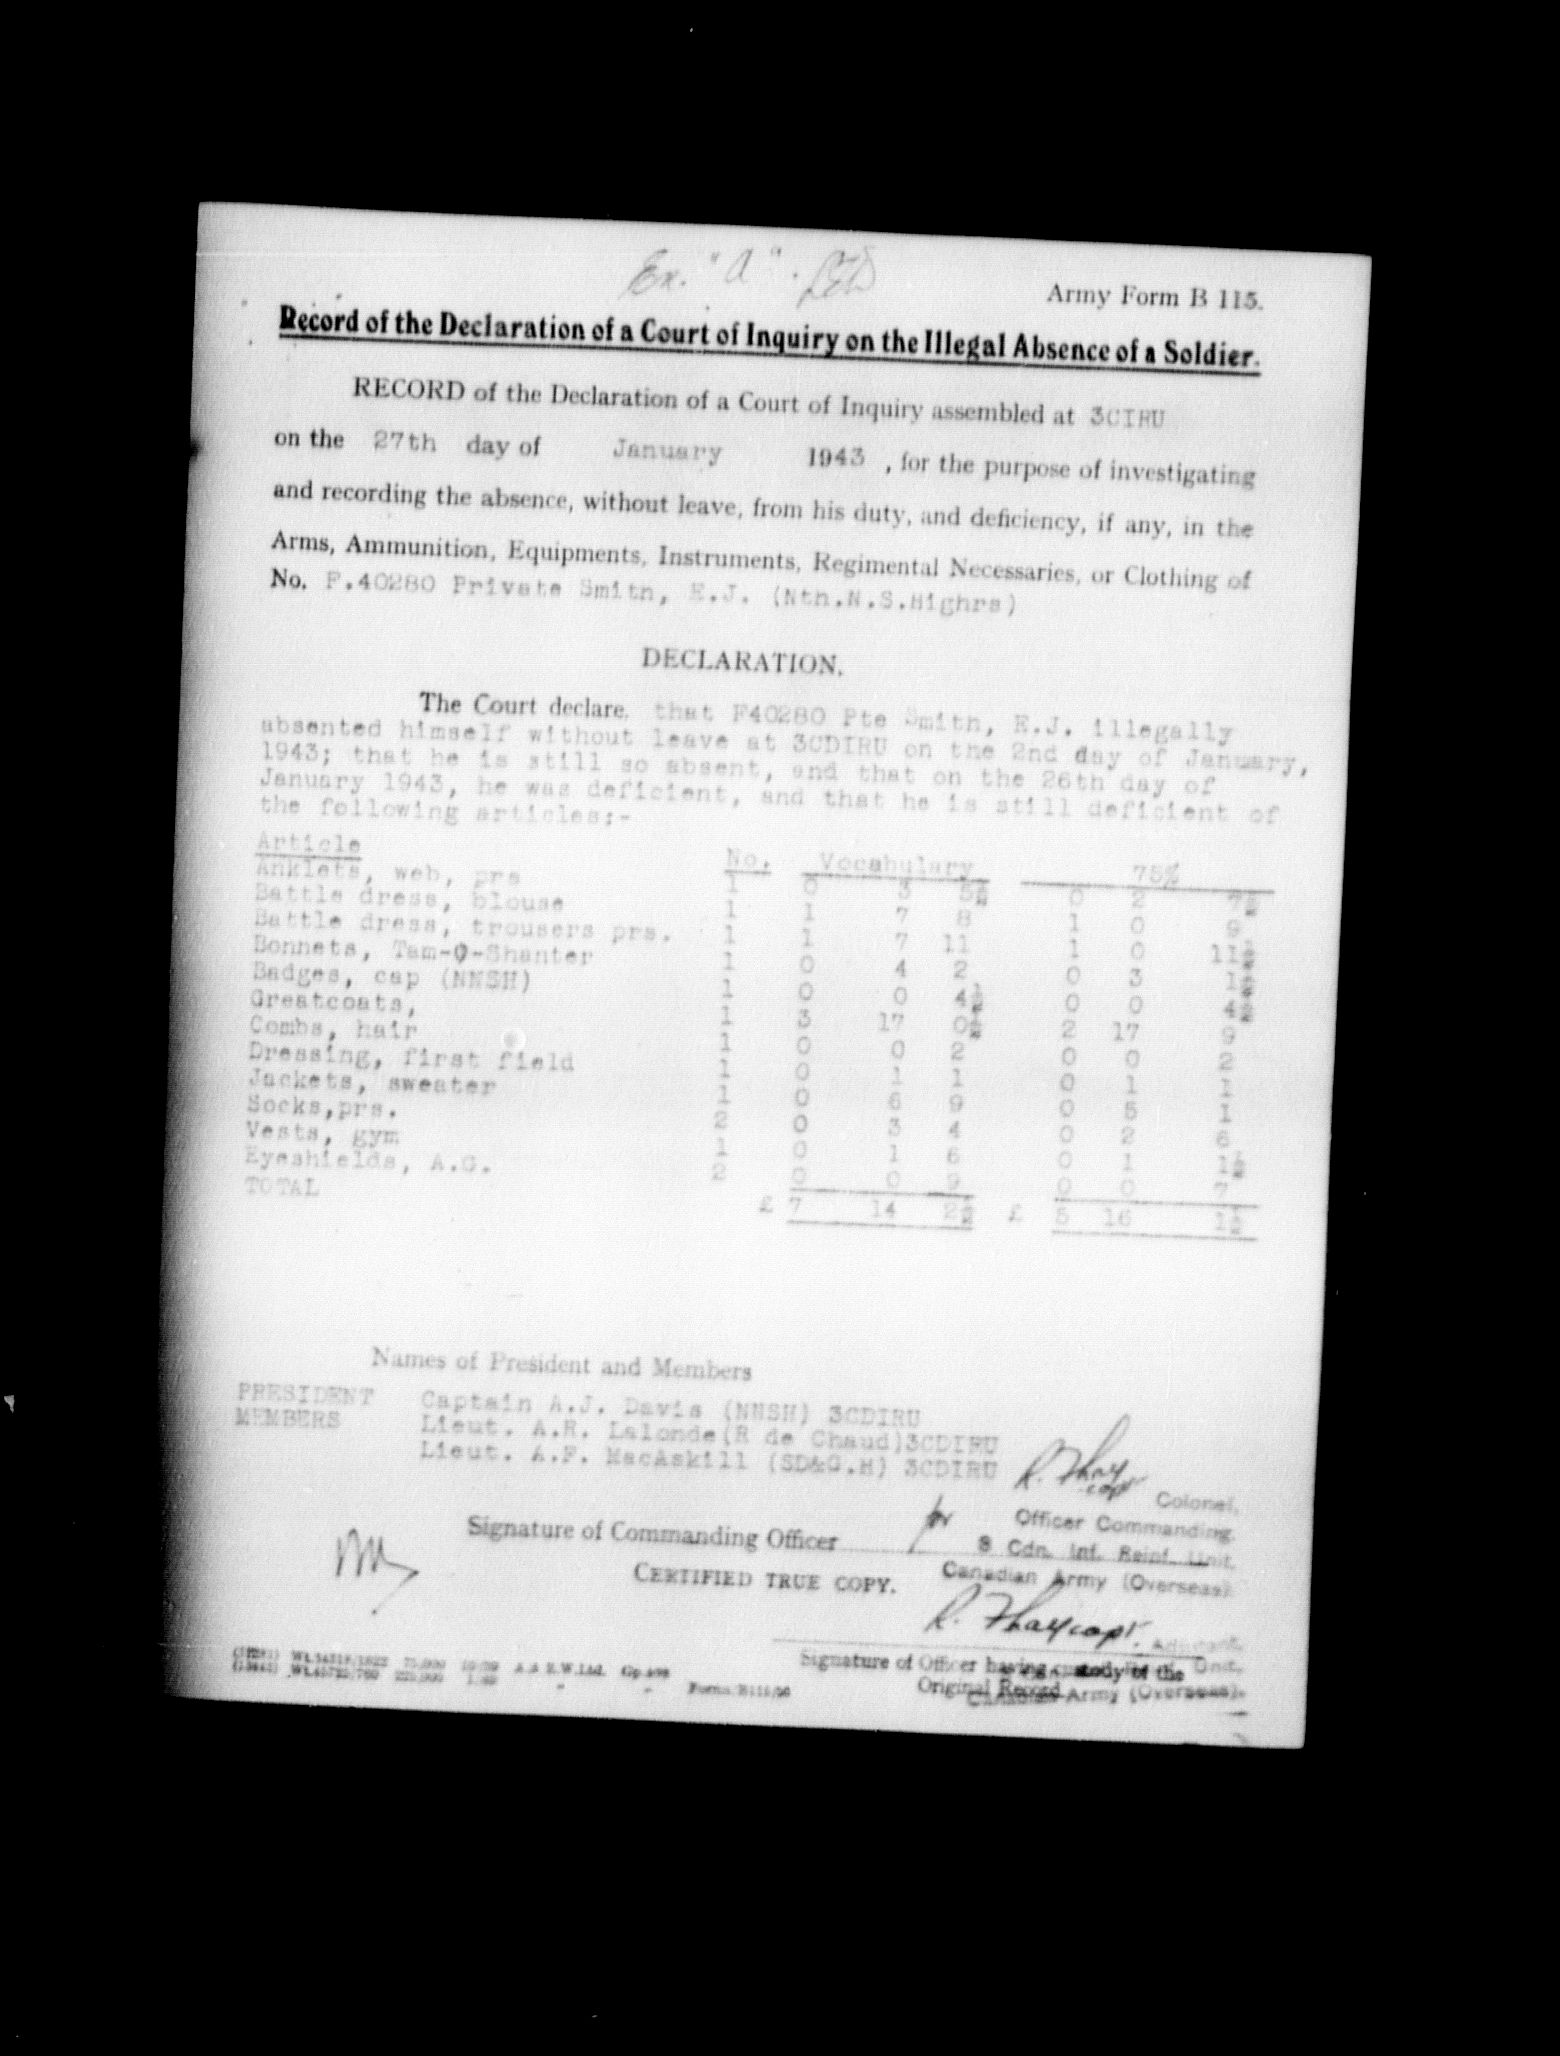 Ex. "A".
Army Form B 115.
Record of the Declaration of a Court of Inquiry on the Illegal Absence of a Soldier.
RECORD of the Declaration of a Court of Inquiry assembled at 3CIRU
on the 27th day of January 1943 , for the purpose of investigating
and recording the absence, without leave, from his duty, and deficiency, if any, in the
Arms, Ammunition, Equipments, Instruments, Regimental Necessaries, or Clothing of
No. F.40280 Private Smith, E.J. (Nth.N.S.Highrs)
DECLARATION.
The Court declare, that F40280 Pte Smith, E.J. illegally
absented himself without leave at 3CDIRU on the 2nd day of January,
1943; that he is still so absent, and that on the 26th day of
January 1943, he was deficient, and that he is still deficient of
the following articles:-
Article No. Vocabulary 75%
Anklets, web, prs 1 0 3 5½ 0 2 7½
Battle dress, blouse 1 1 7 8 1 0 9
Battle dress, trousers prs. 1 1 7 11 1 0 11½
Bonnets, Tam-O-Shanter 1 0 4 2 0 3 1½
Badges, cap (NNSH) 1 0 0 4½ 0 0 4½
Greatcoats, 1 3 17 0½ 2 17 9
Combs, hair 1 0 0 2 0 0 2
Dressing, first field 1 0 1 1 0 1 1
Jackets, sweater 1 0 6 9 0 5 1
Socks,prs. 2 0 3 4 0 2 6
Vests, gym 1 0 1 6 0 1 1½
Eyeshields, A.G. 2 0 0 9 0 0 7
TOTAL £ 7 14 2½ £ 5 16 1½
Names of President and Members
PRESIDENT Captain A.J. Davis (NNSH) 3CDIRU
MEMBERS Lieut. A.R. Lalonde(R de Chaud)3CDIRU
Lieut. A.F. MacAskill (SD&G.H) 3CDIRU
R. Thay capt Colonel,
Officer Commanding.
Signature of Commanding Officer for 3 Cdn. Inf. Reinf. Unit.
Canadian Army (Overseas).
CERTIFIED TRUE COPY.
R. Thay capt. Adjutant.
Signature of Officer having custody of the
Original Record
Unit.
Canadian Army (Overseas).